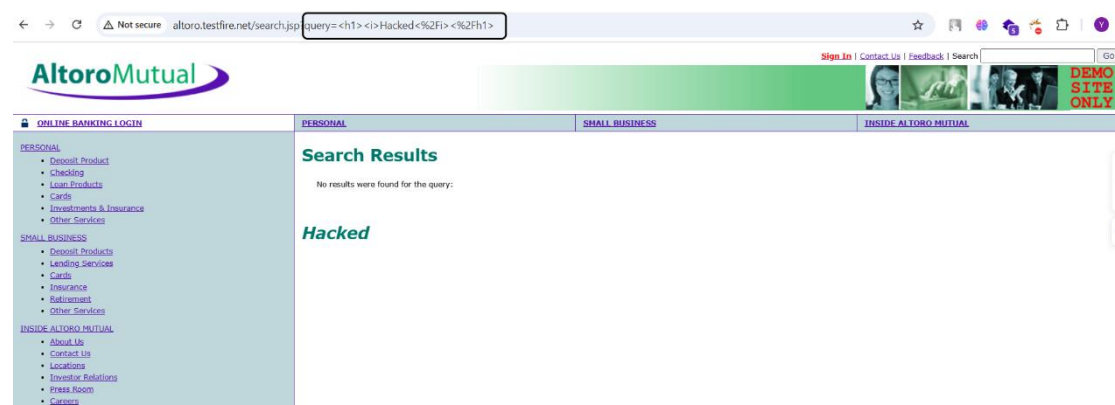 Not secure altoro.testfire.net/search.jsp?query=<h1><i>Hacked<%2Fi><%2Fh1>
Sign In | Contact Us | Feedback | Search Go
AltoroMutual
DEMO
SITE
ONLY
ONLINE BANKING LOGIN PERSONAL SMALL BUSINESS INSIDE ALTORO MUTUAL
PERSONAL
Deposit Product
Checking
Loan Products
Cards
Investments & Insurance
Other Services
SMALL BUSINESS
Deposit Products
Lending Services
Cards
Insurance
Retirement
Other Services
INSIDE ALTORO MUTUAL
About Us
Contact Us
Locations
Investor Relations
Press Room
Careers
Search Results
No results were found for the query:
Hacked